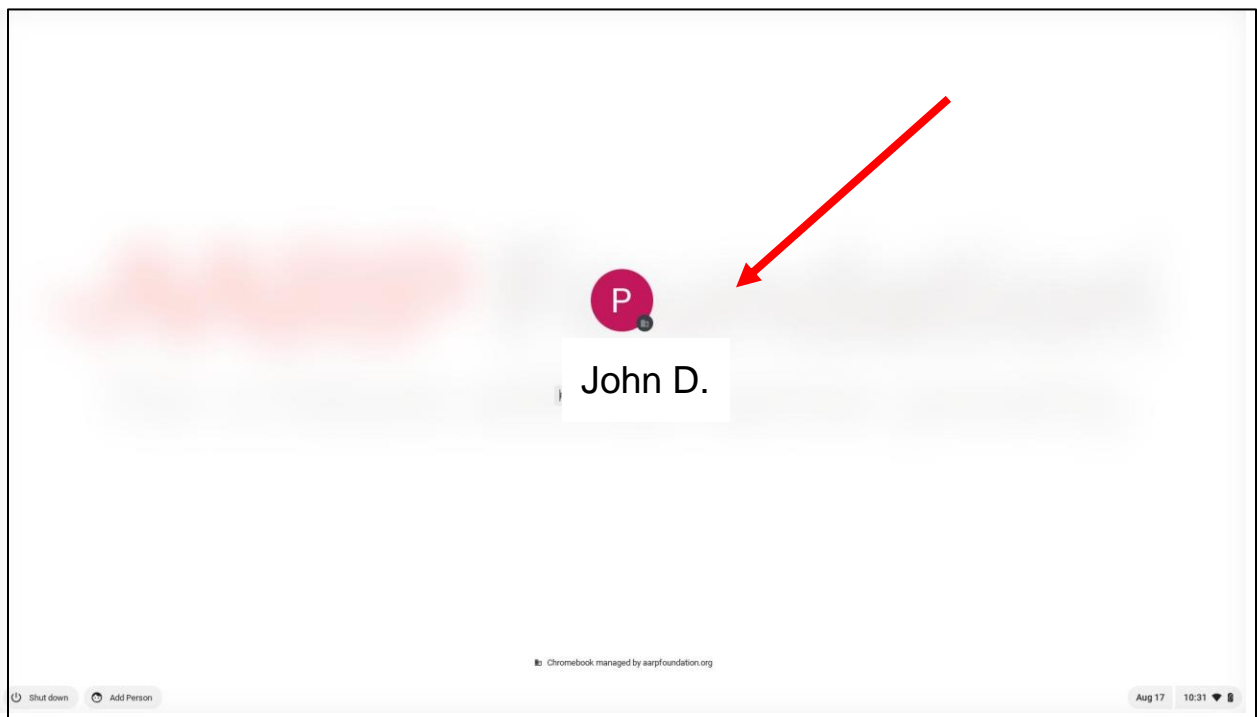 P
John D.
Chromebook managed by aarpfoundation.org
Shut down
Add Person
Aug 17
10:31